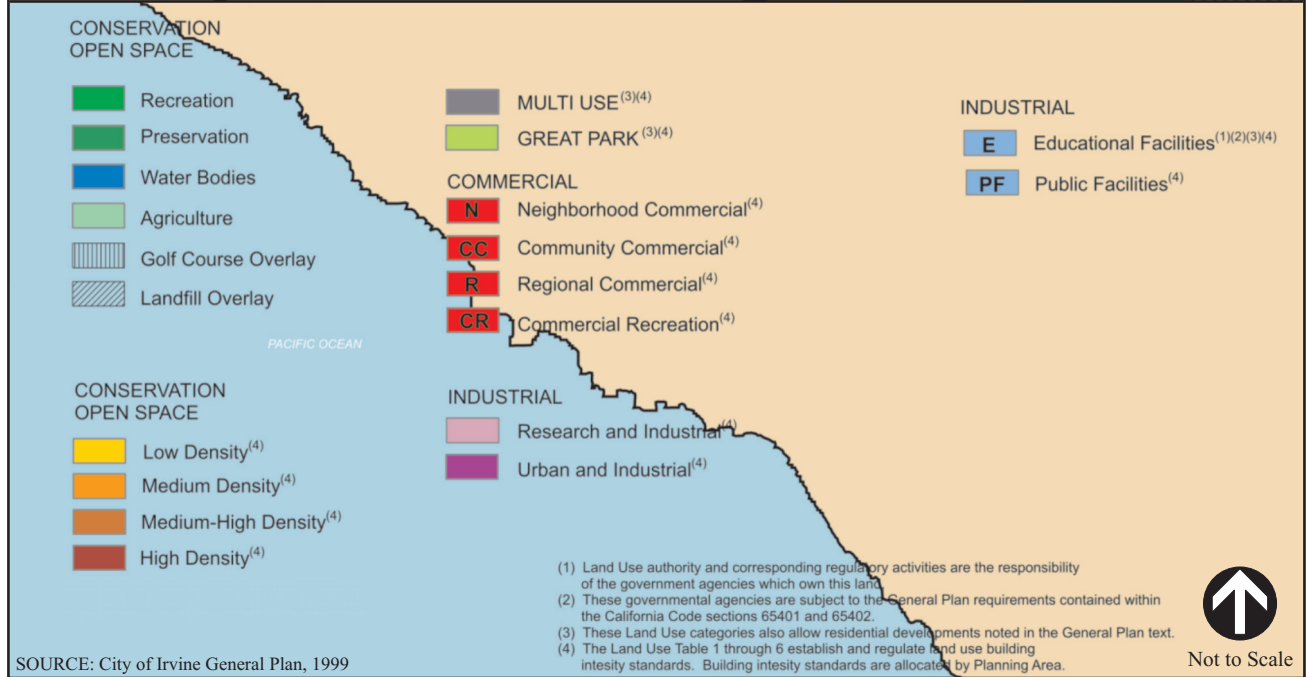 CONSERVATION
OPEN SPACE
Recreation
Preservation
Water Bodies
Agriculture
Golf Course Overlay
Landfill Overlay
PACIFIC OCEAN
CONSERVATION
OPEN SPACE
Low Density(4)
Medium Density(4)
Medium-High Density(4)
High Density(4)
MULTI USE(3)(4)
GREAT PARK(3)(4)
COMMERCIAL
N Neighborhood Commercial(4)
CC Community Commercial(4)
R Regional Commercial(4)
CR Commercial Recreation(4)
INDUSTRIAL
Research and Industrial(4)
Urban and Industrial(4)
INDUSTRIAL
E Educational Facilities(1)(2)(3)(4)
PF Public Facilities(4)
(1) Land Use authority and corresponding regulatory activities are the responsibility
of the government agencies which own this land.
(2) These governmental agencies are subject to the General Plan requirements contained within
the California Code sections 65401 and 65402.
(3) These Land Use categories also allow residential developments noted in the General Plan text.
(4) The Land Use Table 1 through 6 establish and regulate land use building
intesity standards. Building intesity standards are allocated by Planning Area.
SOURCE: City of Irvine General Plan, 1999
Not to Scale